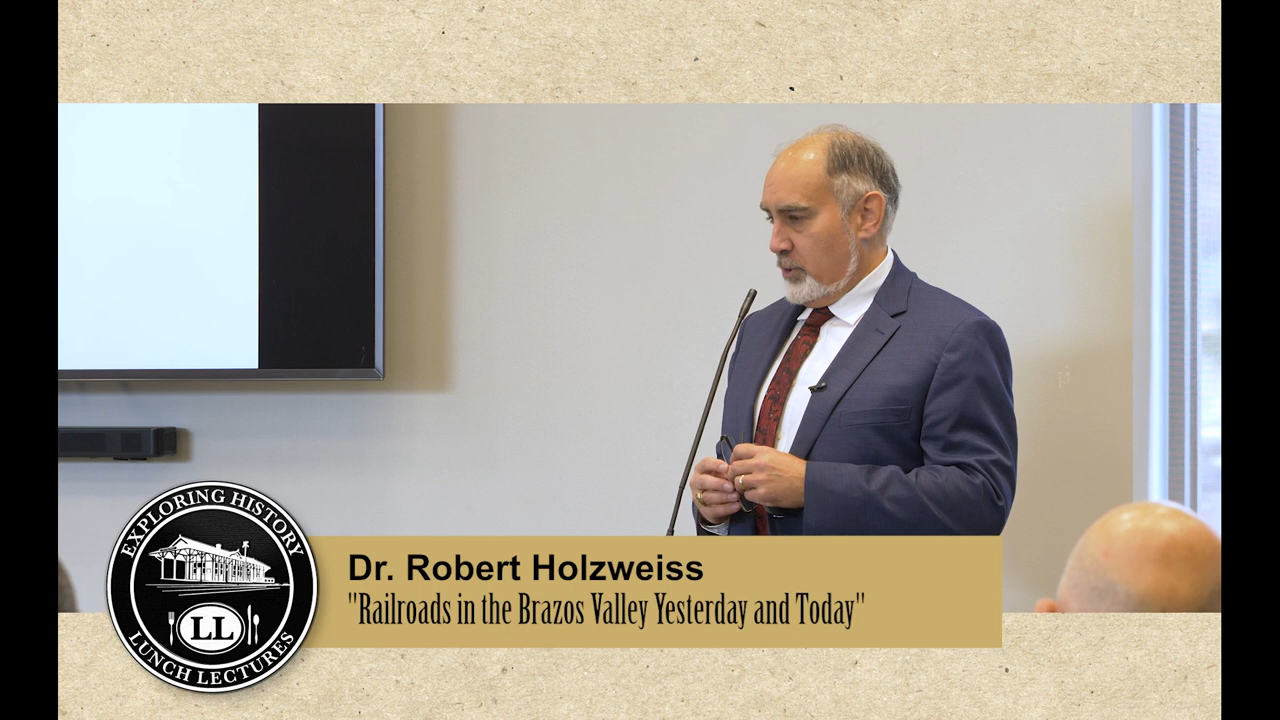 EXPLORING HISTORY
LL
LUNCH LECTURES
Dr. Robert Holzweiss
"Railroads in the Brazos Valley Yesterday and Today"